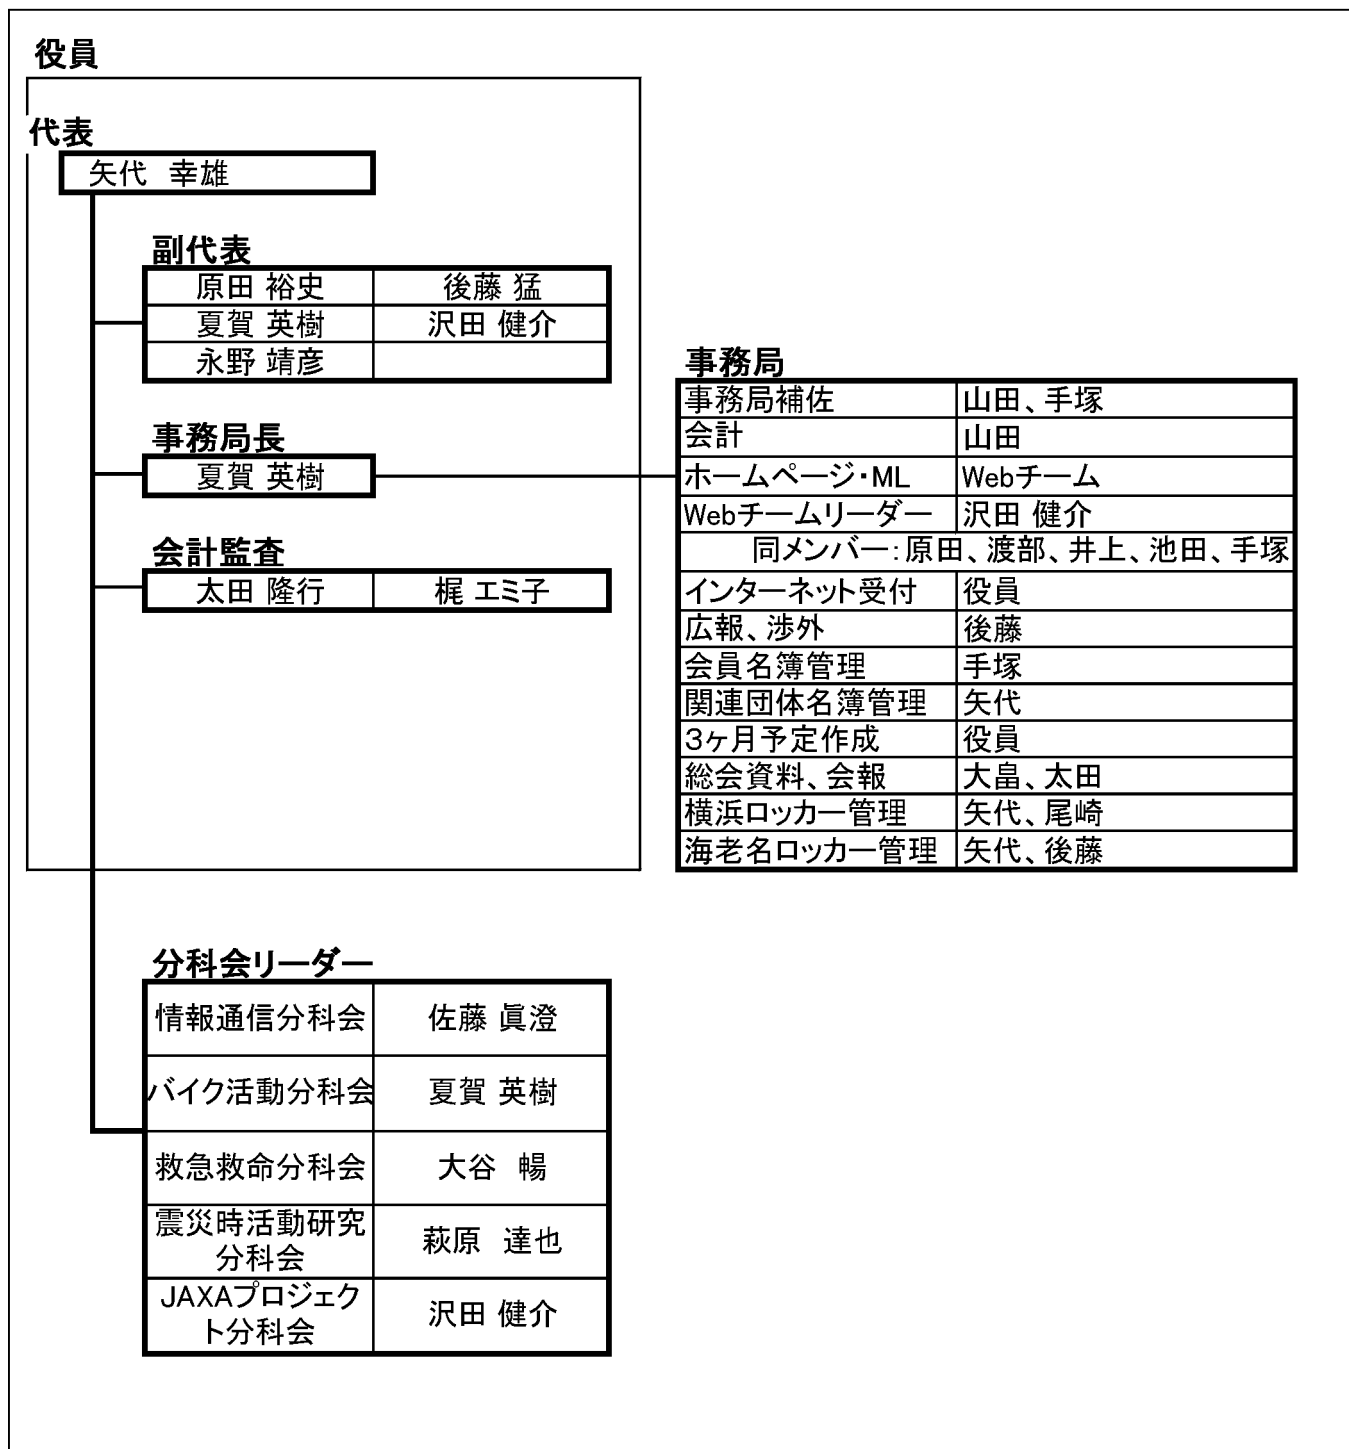 役員
代表
矢代　幸雄
副代表
原田 裕史 後藤 猛
夏賀 英樹 沢田 健介
永野 靖彦
事務局長
夏賀 英樹
会計監査
太田 隆行 梶 エミ子
事務局
事務局補佐 山田、手塚
会計 山田
ホームページ・ML Webチーム
Webチームリーダー 沢田 健介
同メンバー：原田、渡部、井上、池田、手塚
インターネット受付 役員
広報、渉外 後藤
会員名簿管理 手塚
関連団体名簿管理 矢代
3ヶ月予定作成 役員
総会資料、会報 大畠、太田
横浜ロッカー管理 矢代、尾崎
海老名ロッカー管理 矢代、後藤
分科会リーダー
情報通信分科会 佐藤 眞澄
バイク活動分科会 夏賀 英樹
救急救命分科会 大谷　暢
震災時活動研究
分科会 萩原　達也
JAXAプロジェク
ト分科会 沢田 健介